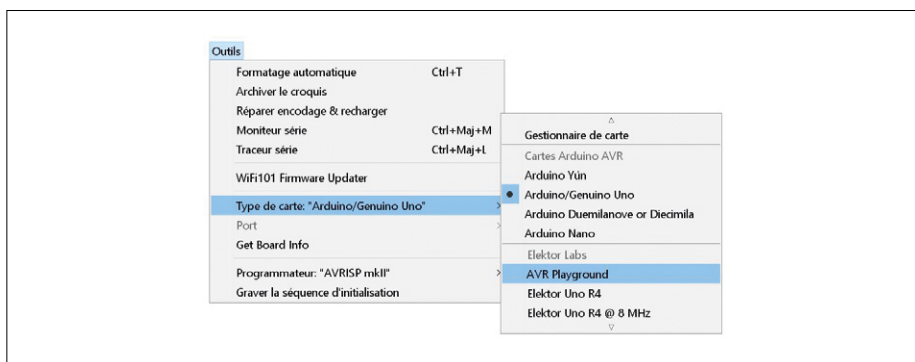 Outils
Formatage automatique Ctrl+T
Archiver le croquis
Réparer encodage & recharger
Moniteur série Ctrl+Maj+M
Traceur série Ctrl+Maj+L
WiFi101 Firmware Updater
Type de carte: "Arduino/Genuino Uno"
Port
Get Board Info
Programmateur: "AVRISP mkII"
Graver la séquence d'initialisation
Gestionnaire de carte
Cartes Arduino AVR
Arduino Yún
Arduino/Genuino Uno
Arduino Duemilanove or Diecimila
Arduino Nano
Elektor Labs
AVR Playground
Elektor Uno R4
Elektor Uno R4 @ 8 MHz